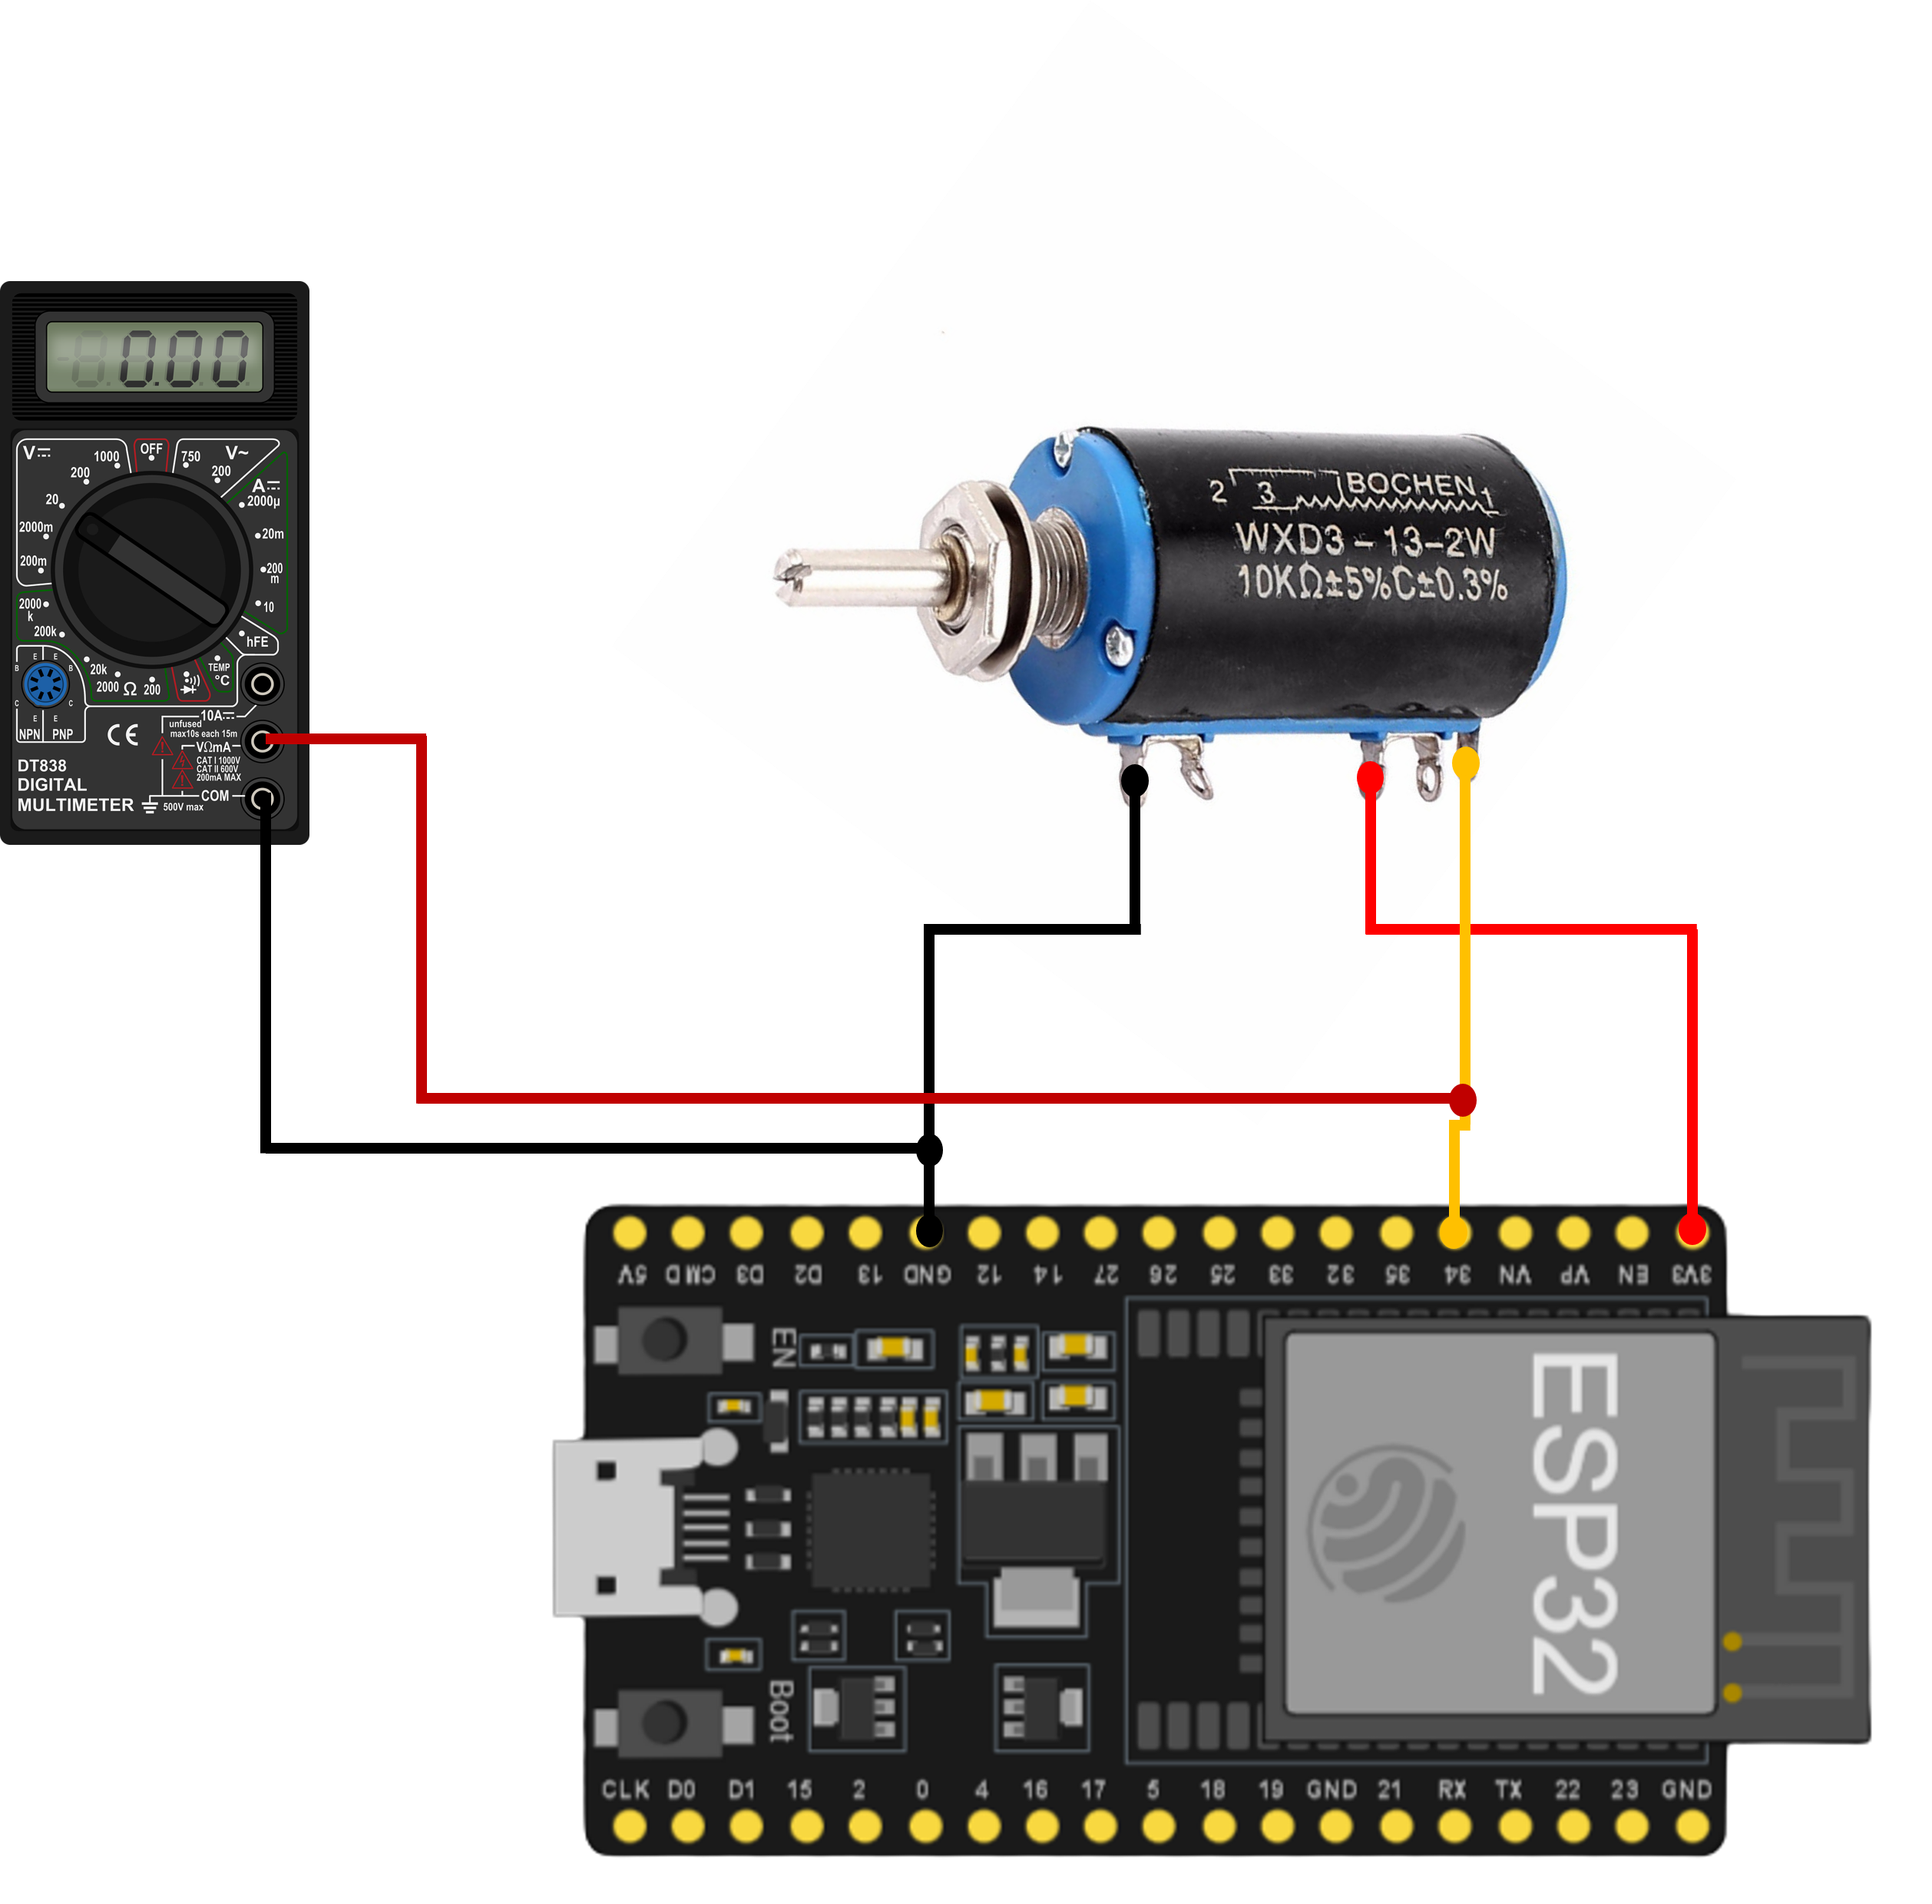 0.00
V⎓
1000
OFF
750
V~
200
200
A⎓
20
2000µ
2000m
20m
200m
200
m
2000
k
10
200k
hFE
20k
TEMP
°C
2000 Ω 200
E E
B B
C C
E E
NPN PNP
CE
10A⎓
unfused
max10s each 15m
VΩmA
CAT I 1000V
CAT II 600V
200mA MAX
COM
500V max
DT838
DIGITAL
MULTIMETER
2 3 BOCHEN 1
WXD3-13-2W
10KΩ±5%C±0.3%
5V CMD D3 D2 13 GND 12 14 27 26 25 33 32 35 34 VN VP EN 3V3
EN
ESP32
Boot
CLK D0 D1 15 2 0 4 16 17 5 18 19 GND 21 RX TX 22 23 GND